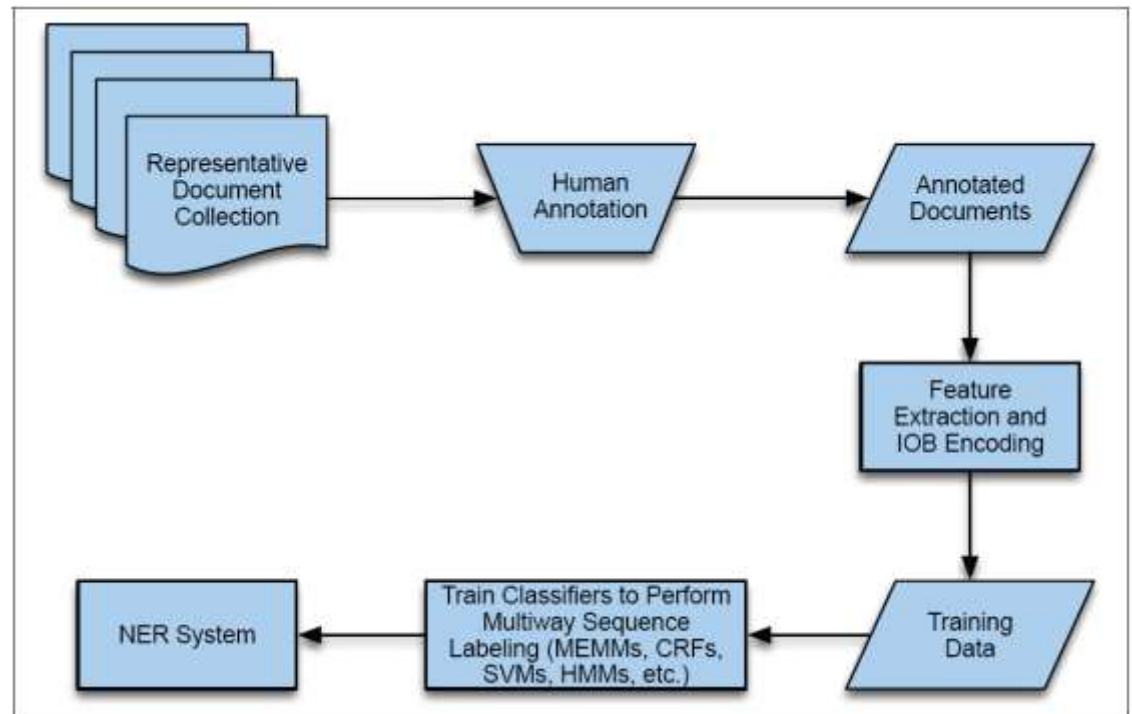 Representative
Document
Collection
Human
Annotation
Annotated
Documents
Feature
Extraction and
IOB Encoding
Training
Data
Train Classifiers to Perform
Multiway Sequence
Labeling (MEMMs, CRFs,
SVMs, HMMs, etc.)
NER System